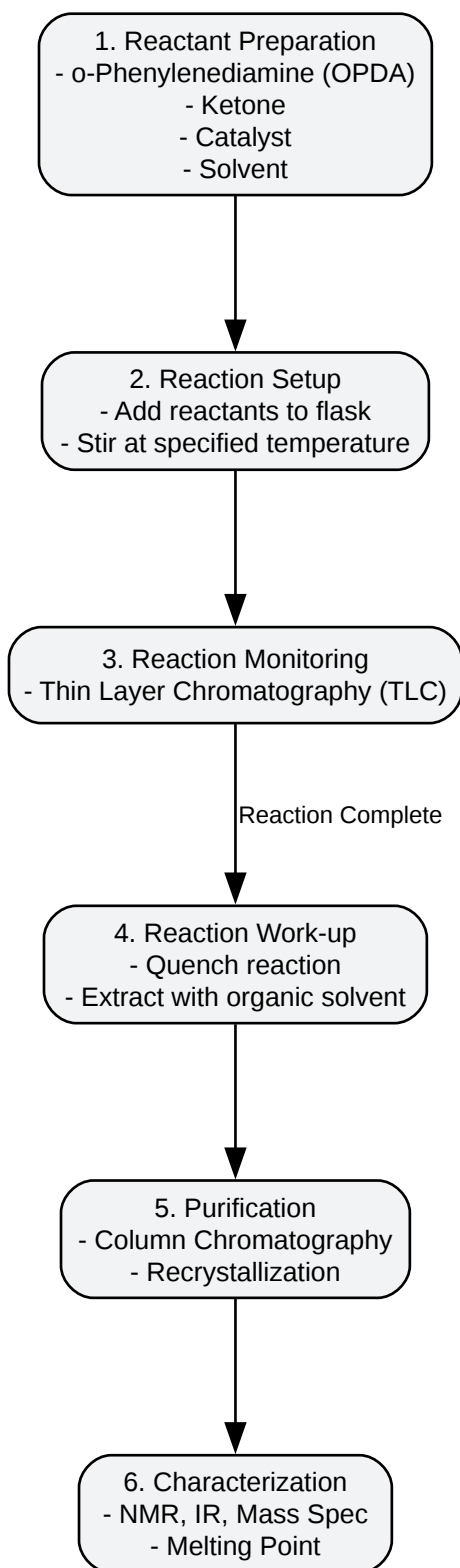 1. Reactant Preparation
- o-Phenylenediamine (OPDA)
- Ketone
- Catalyst
- Solvent
2. Reaction Setup
- Add reactants to flask
- Stir at specified temperature
3. Reaction Monitoring
- Thin Layer Chromatography (TLC)
Reaction Complete
4. Reaction Work-up
- Quench reaction
- Extract with organic solvent
5. Purification
- Column Chromatography
- Recrystallization
6. Characterization
- NMR, IR, Mass Spec
- Melting Point